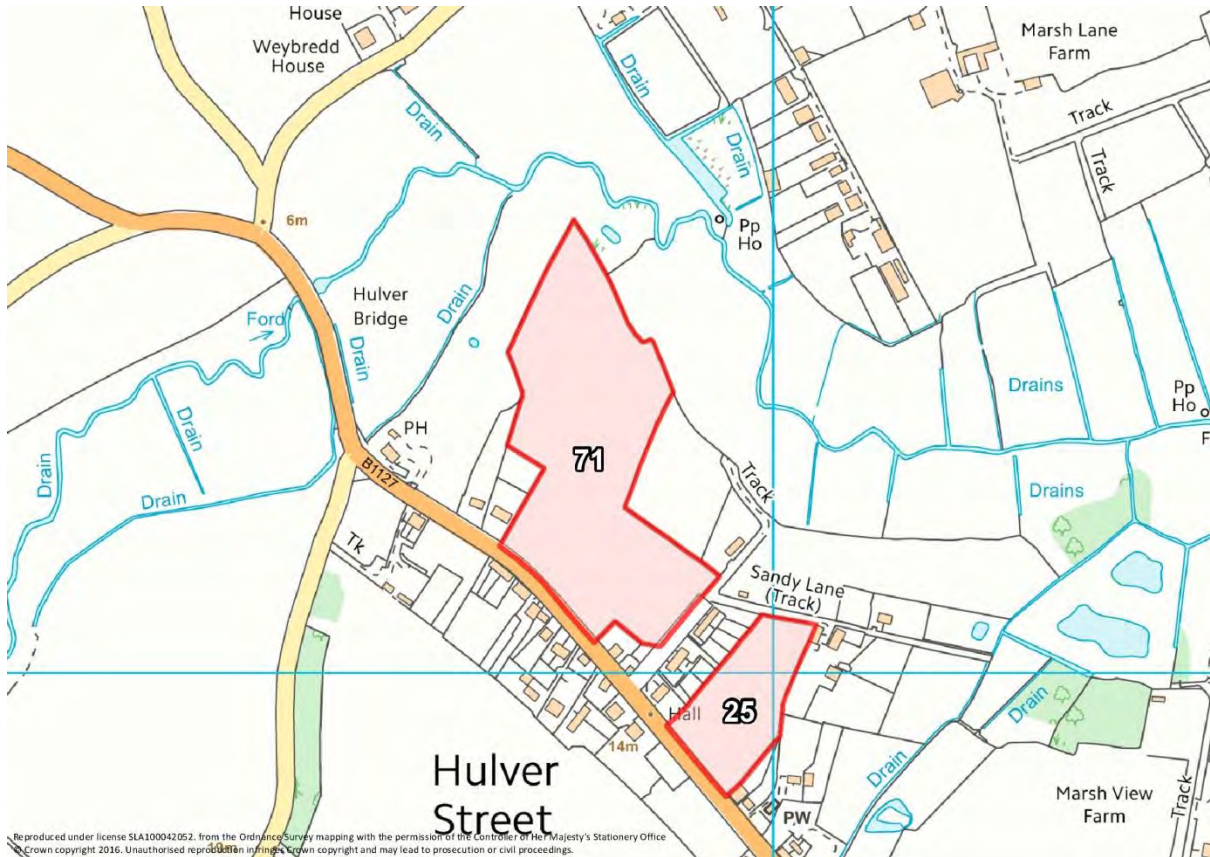 House
Weybredd
House
Marsh Lane
Farm
Drain
Drain
Drain
Track
Track
6m
Pp
Ho
Hulver
Bridge
Drain
Ford
Drain
Drains
Pp
Ho
F
PH
B1127
71
Drain
Drain
Drain
Track
Drains
Tk
Sandy Lane
(Track)
25
Hall
14m
Drain
Drain
Hulver
Street
PW
Marsh View
Farm
Track
Reproduced under license SLA100042052. from the Ordnance Survey mapping with the permission of the Controller of Her Majesty's Stationery Office
© Crown copyright 2016. Unauthorised reproduction infringes Crown copyright and may lead to prosecution or civil proceedings.